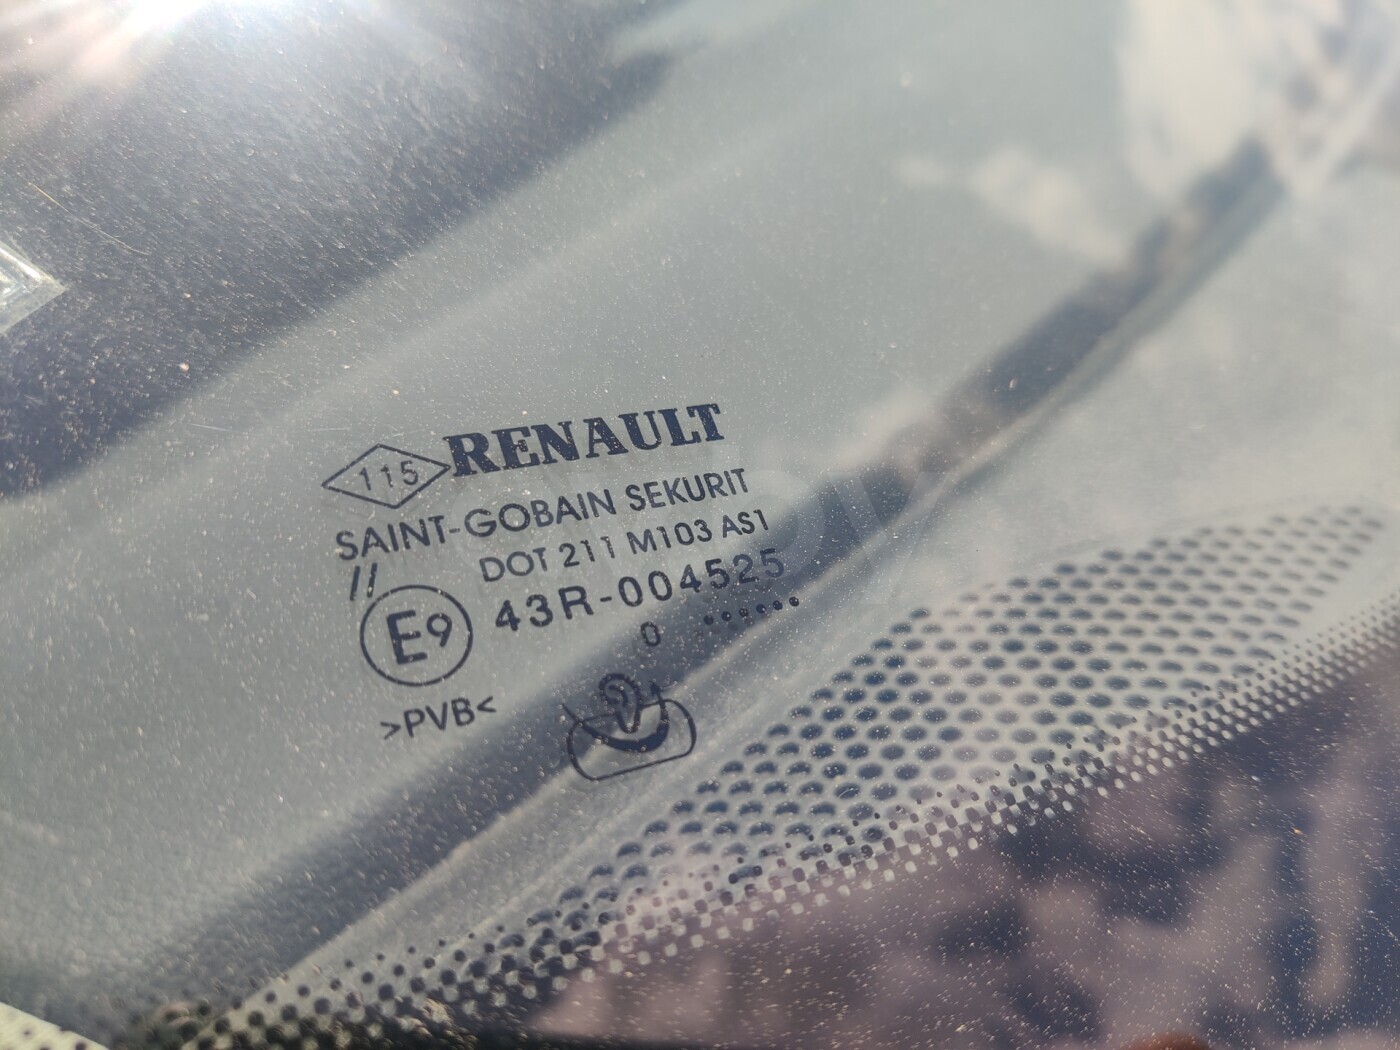 115 RENAULT
SAINT-GOBAIN SEKURIT
DOT 211 M103 AS1
//
E9 43R-004525
0 .......
>PVB<